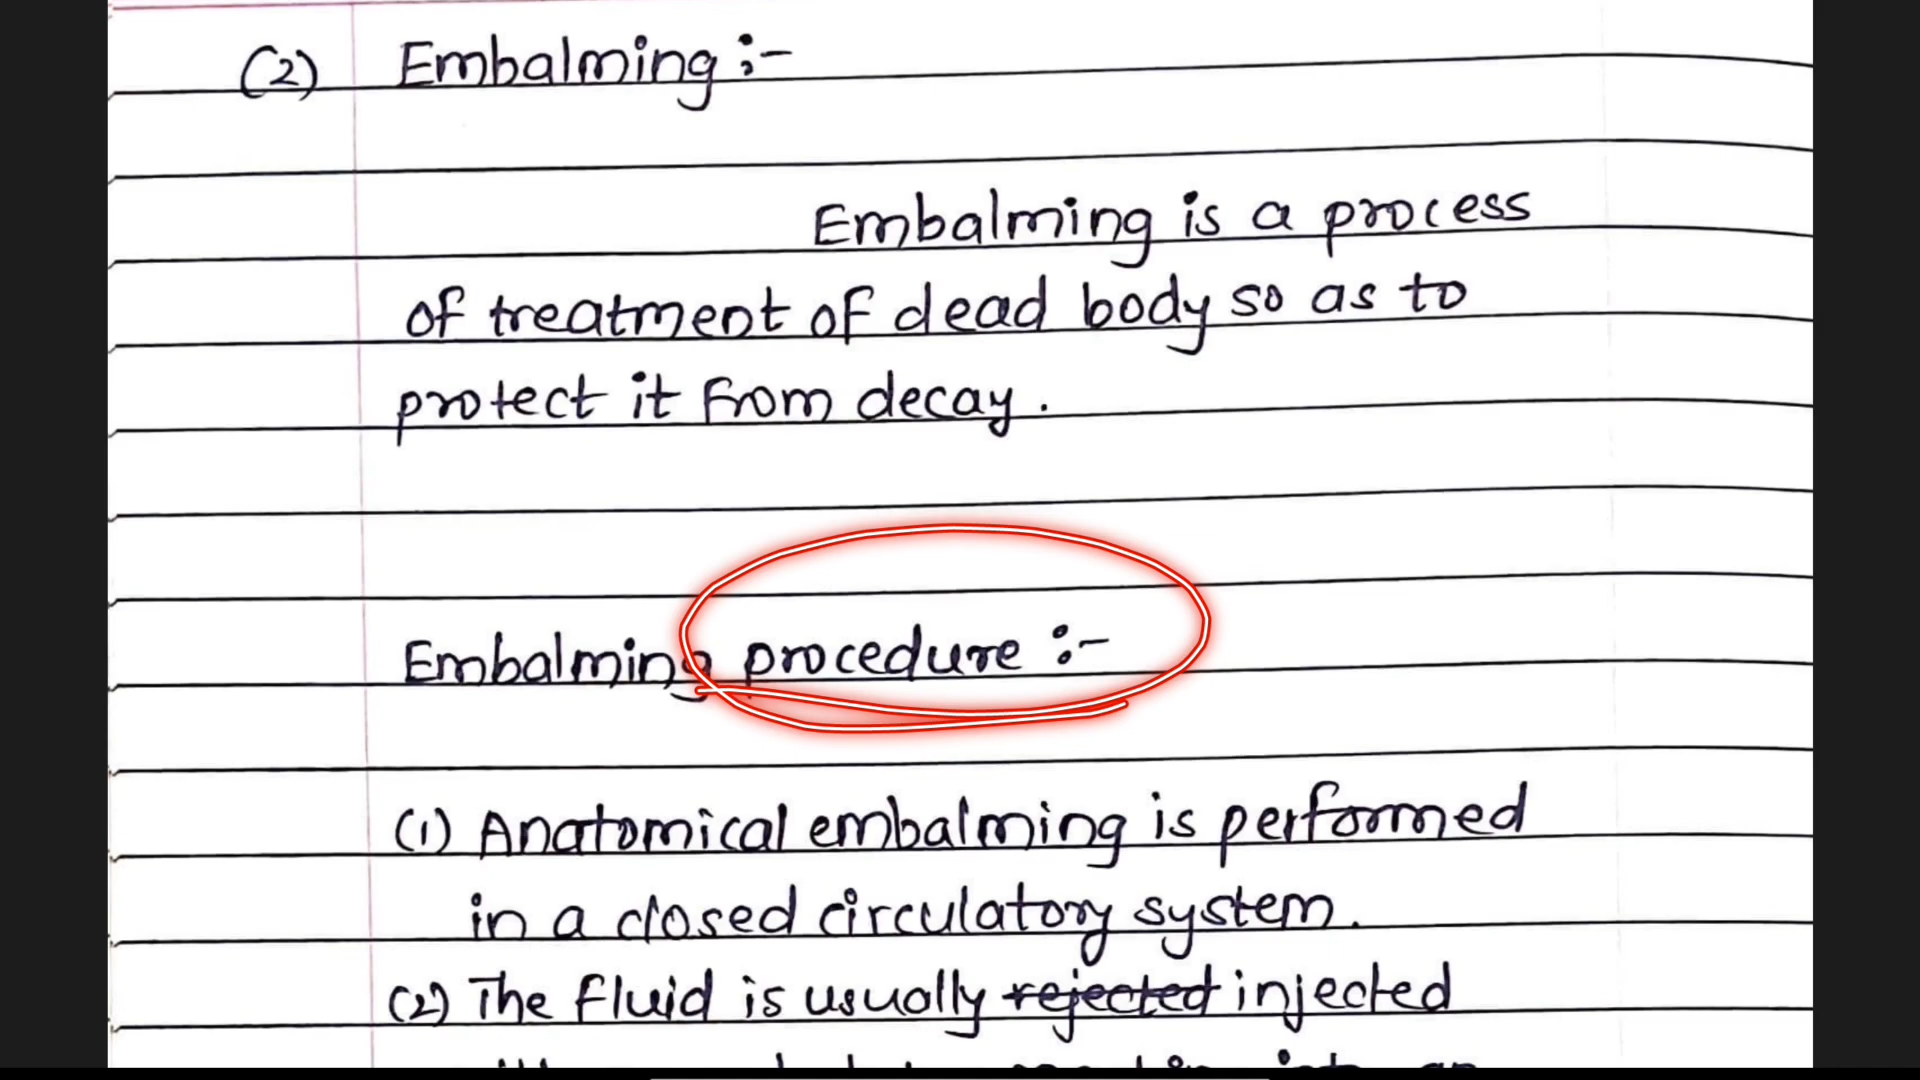 (2) Embalming :-
Embalming is a process
of treatment of dead body so as to
protect it from decay.
Embalming procedure :-
(1) Anatomical embalming is performed
in a closed circulatory system.
(2) The fluid is usually rejected injected